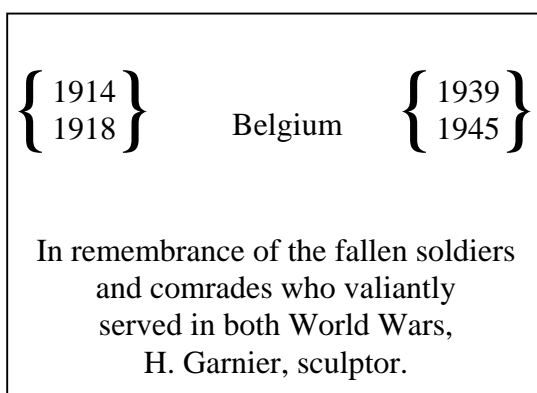 { 1914 1918 } Belgium { 1939 1945 }
In remembrance of the fallen soldiers
and comrades who valiantly
served in both World Wars,
H. Garnier, sculptor.